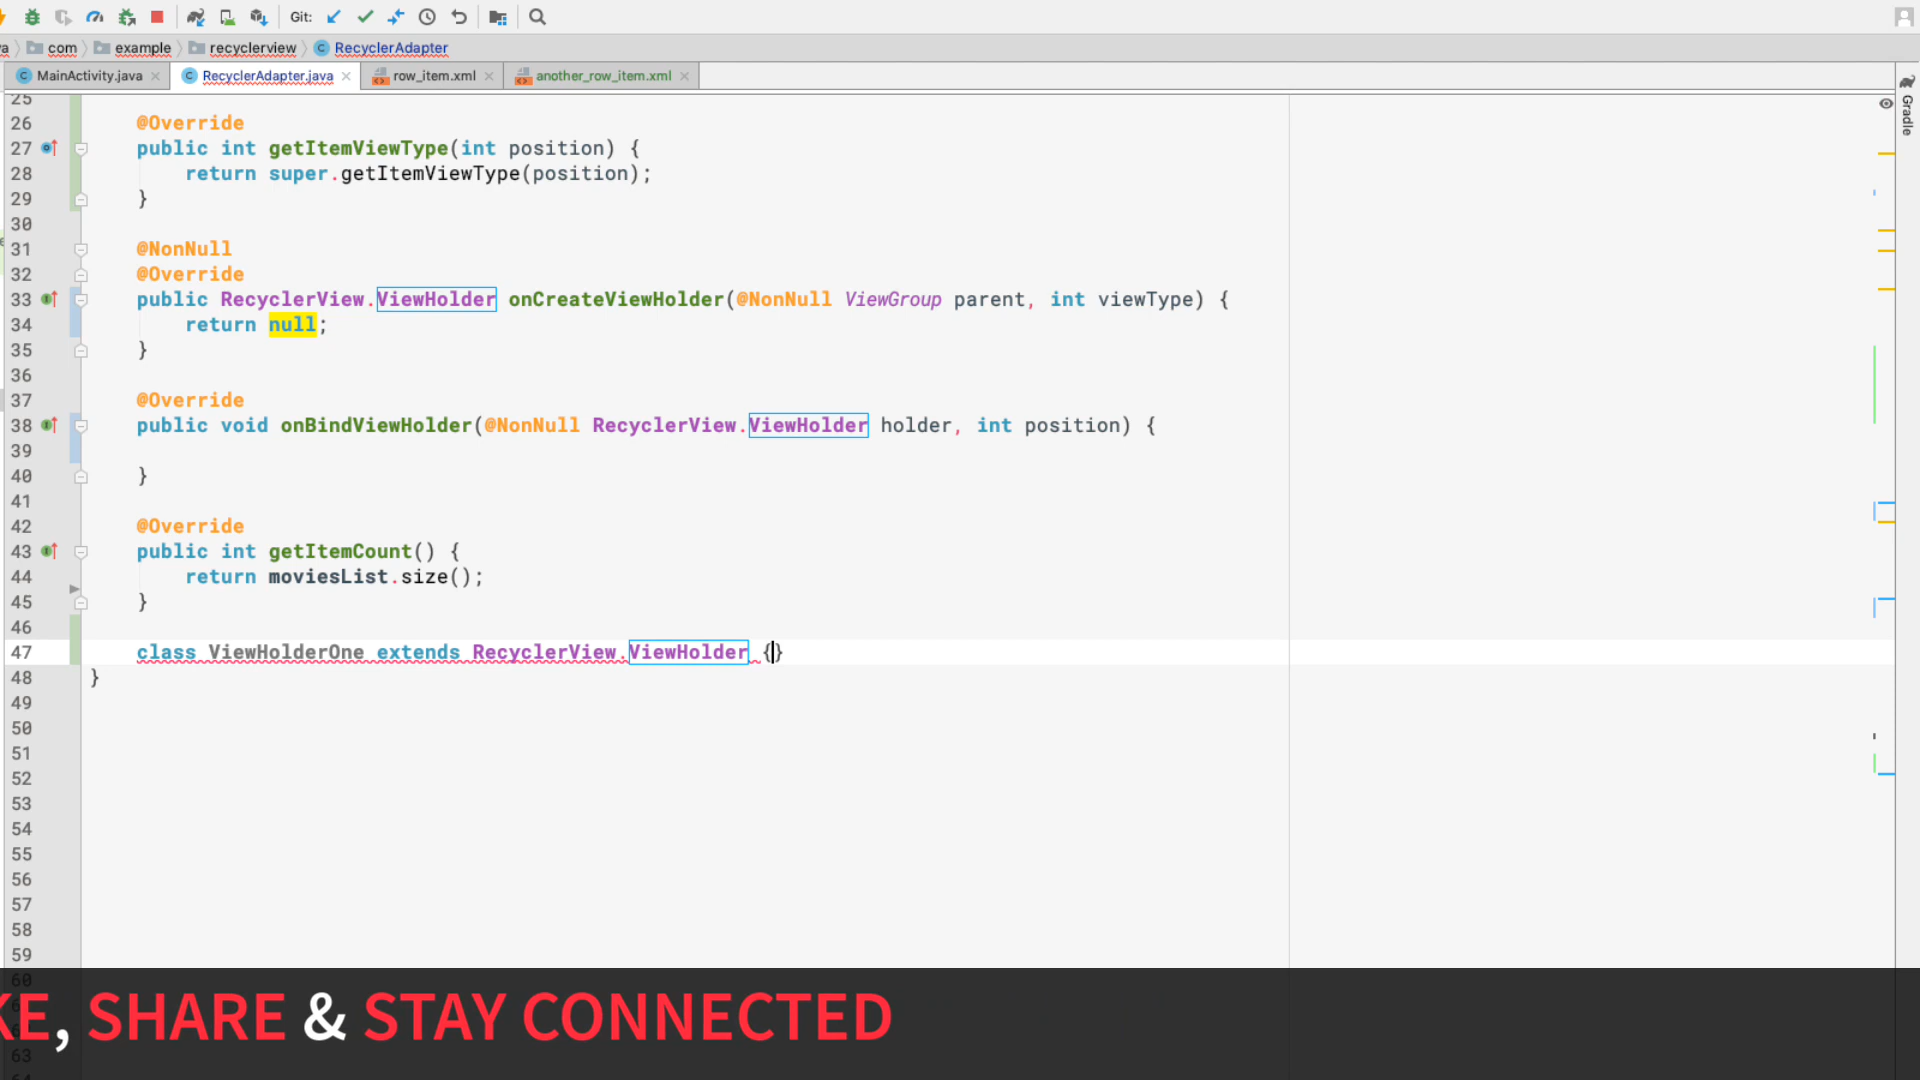 Git:
com example recyclerview RecyclerAdapter
MainActivity.java RecyclerAdapter.java row_item.xml another_row_item.xml
Gradle
25
26 @Override
27 public int getItemViewType(int position) {
28 return super.getItemViewType(position);
29 }
30
31 @NonNull
32 @Override
33 public RecyclerView.ViewHolder onCreateViewHolder(@NonNull ViewGroup parent, int viewType) {
34 return null;
35 }
36
37 @Override
38 public void onBindViewHolder(@NonNull RecyclerView.ViewHolder holder, int position) {
39
40 }
41
42 @Override
43 public int getItemCount() {
44 return moviesList.size();
45 }
46
47 class ViewHolderOne extends RecyclerView.ViewHolder {}
48 }
49
50
51
52
53
54
55
56
57
58
59
60
KE, SHARE & STAY CONNECTED
63